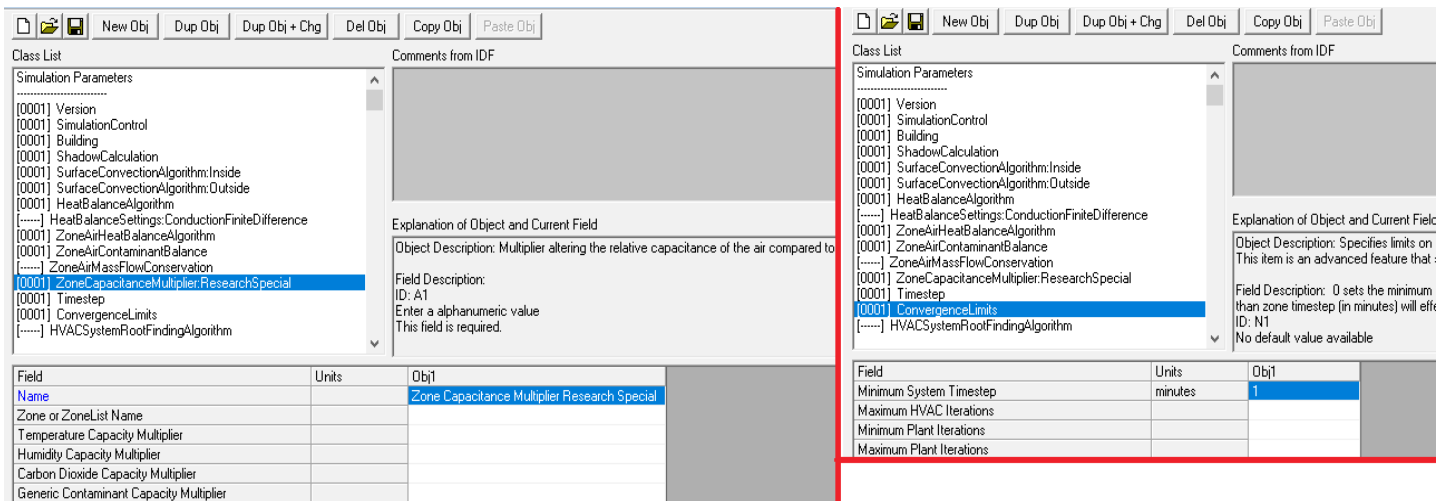 New Obj Dup Obj Dup Obj + Chg Del Obj Copy Obj Paste Obj
Class List
Comments from IDF
Simulation Parameters
--------------------------
[0001] Version
[0001] SimulationControl
[0001] Building
[0001] ShadowCalculation
[0001] SurfaceConvectionAlgorithm:Inside
[0001] SurfaceConvectionAlgorithm:Outside
[0001] HeatBalanceAlgorithm
[------] HeatBalanceSettings:ConductionFiniteDifference
[0001] ZoneAirHeatBalanceAlgorithm
[0001] ZoneAirContaminantBalance
[------] ZoneAirMassFlowConservation
[0001] ZoneCapacitanceMultiplier:ResearchSpecial
[0001] Timestep
[0001] ConvergenceLimits
[------] HVACSystemRootFindingAlgorithm
Explanation of Object and Current Field
Object Description: Multiplier altering the relative capacitance of the air compared to
Field Description:
ID: A1
Enter a alphanumeric value
This field is required.
Field Units Obj1
Name Zone Capacitance Multiplier Research Special
Zone or ZoneList Name
Temperature Capacity Multiplier
Humidity Capacity Multiplier
Carbon Dioxide Capacity Multiplier
Generic Contaminant Capacity Multiplier
New Obj Dup Obj Dup Obj + Chg Del Obj Copy Obj Paste Obj
Class List
Comments from IDF
Simulation Parameters
--------------------------
[0001] Version
[0001] SimulationControl
[0001] Building
[0001] ShadowCalculation
[0001] SurfaceConvectionAlgorithm:Inside
[0001] SurfaceConvectionAlgorithm:Outside
[0001] HeatBalanceAlgorithm
[------] HeatBalanceSettings:ConductionFiniteDifference
[0001] ZoneAirHeatBalanceAlgorithm
[0001] ZoneAirContaminantBalance
[------] ZoneAirMassFlowConservation
[0001] ZoneCapacitanceMultiplier:ResearchSpecial
[0001] Timestep
[0001] ConvergenceLimits
[------] HVACSystemRootFindingAlgorithm
Explanation of Object and Current Field
Object Description: Specifies limits on
This item is an advanced feature that
Field Description: 0 sets the minimum
than zone timestep (in minutes) will effe
ID: N1
No default value available
Field Units Obj1
Minimum System Timestep minutes 1
Maximum HVAC Iterations
Minimum Plant Iterations
Maximum Plant Iterations